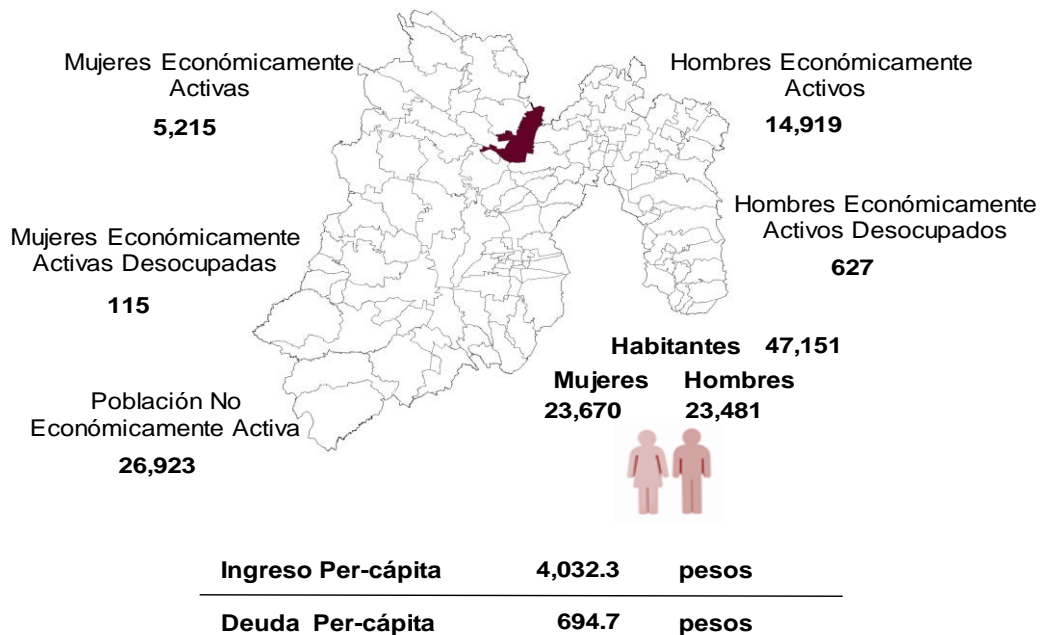 Mujeres Económicamente
Activas
5,215
Hombres Económicamente
Activos
14,919
Mujeres Económicamente
Activas Desocupadas
115
Hombres Económicamente
Activos Desocupados
627
Habitantes 47,151
Mujeres Hombres
23,670 23,481
Población No
Económicamente Activa
26,923
Ingreso Per-cápita 4,032.3 pesos
Deuda Per-cápita 694.7 pesos